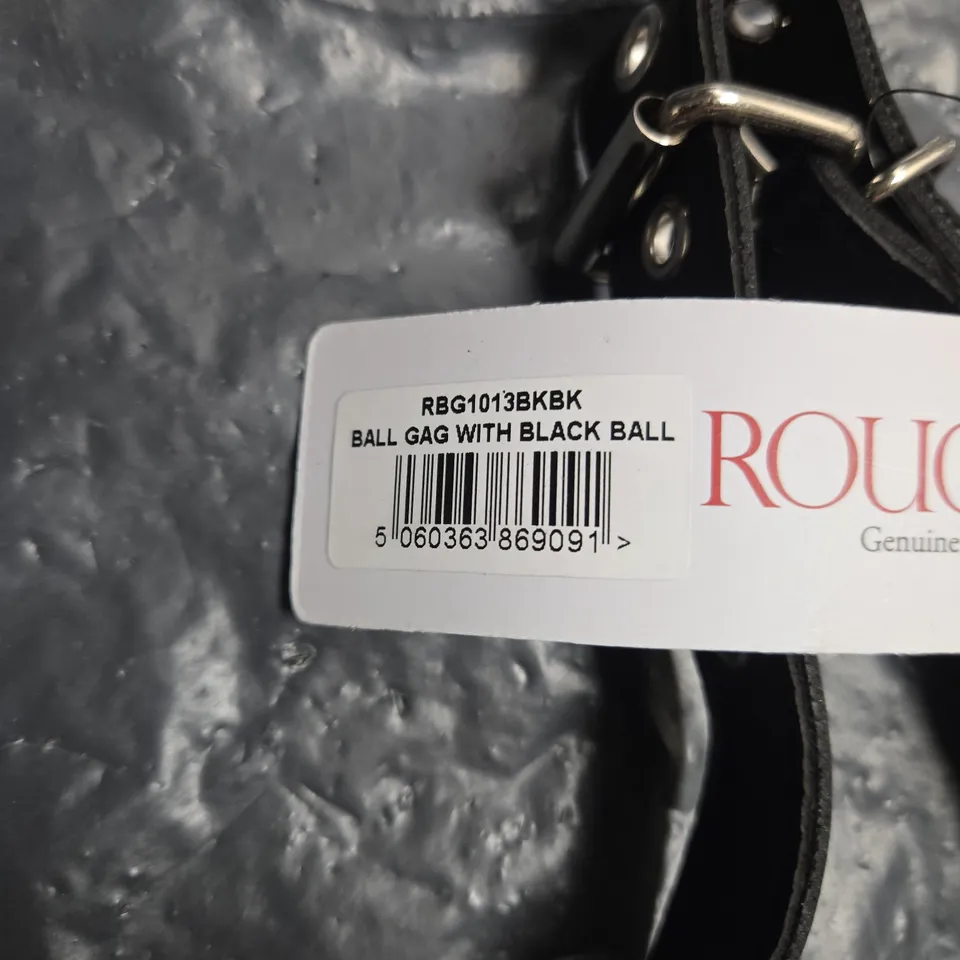 RBG1013BKBK
BALL GAG WITH BLACK BALL
5 060363 869091 >
ROU
Genuine